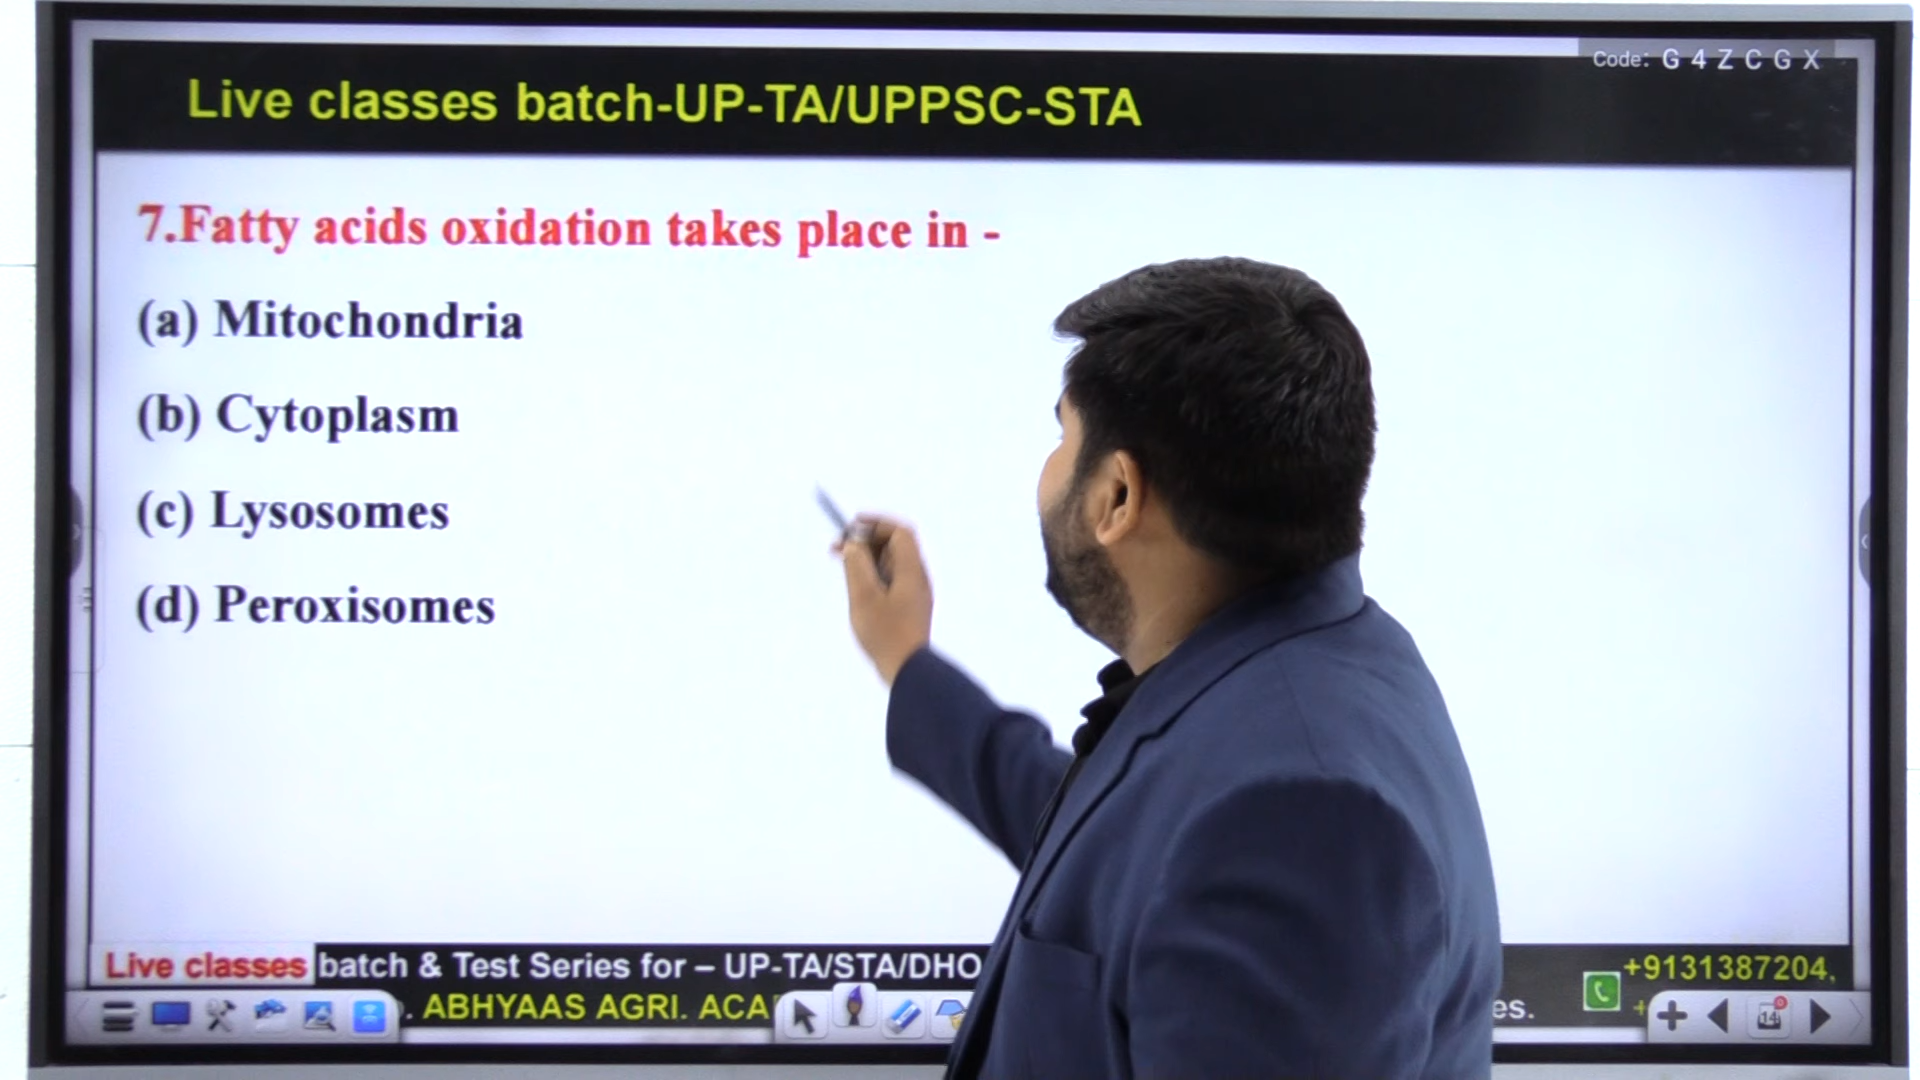 Code: G 4 Z C G X
Live classes batch-UP-TA/UPPSC-STA
7.Fatty acids oxidation takes place in -
(a) Mitochondria
(b) Cytoplasm
(c) Lysosomes
(d) Peroxisomes
Live classes batch & Test Series for – UP-TA/STA/DHO
+9131387204,
. ABHYAAS AGRI. ACA
es.
14